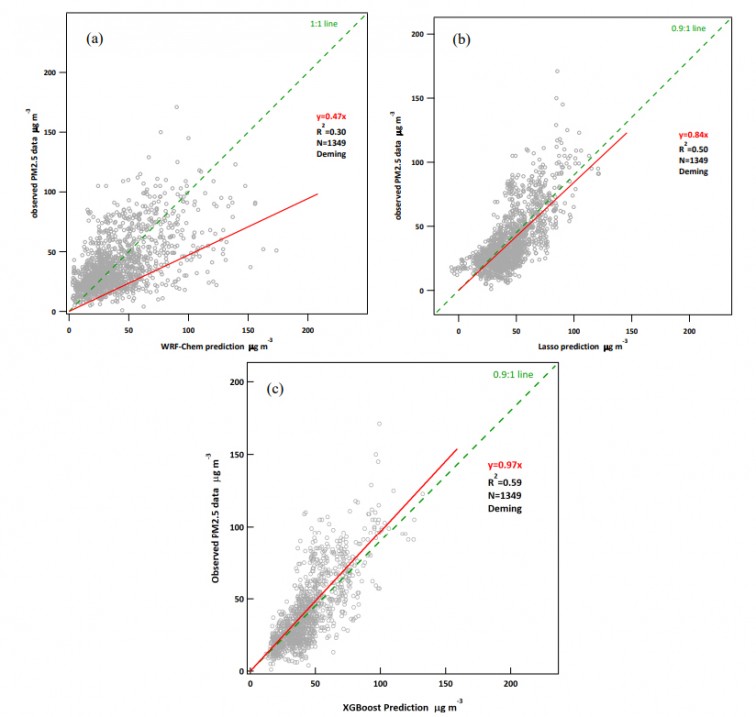 (a)
1:1 line
y=0.47x
R2=0.30
N=1349
Deming
observed PM2.5 data µg m-3
200
150
100
50
0
0 50 100 150 200
WRF-Chem prediction µg m-3
(b)
0.9:1 line
y=0.84x
R2=0.50
N=1349
Deming
observed PM2.5 data µg m-3
200
150
100
50
0
0 50 100 150 200
Lasso prediction µg m-3
(c)
0.9:1 line
y=0.97x
R2=0.59
N=1349
Deming
Observed PM2.5 data µg m-3
200
150
100
50
0
0 50 100 150 200
XGBoost Prediction µg m-3